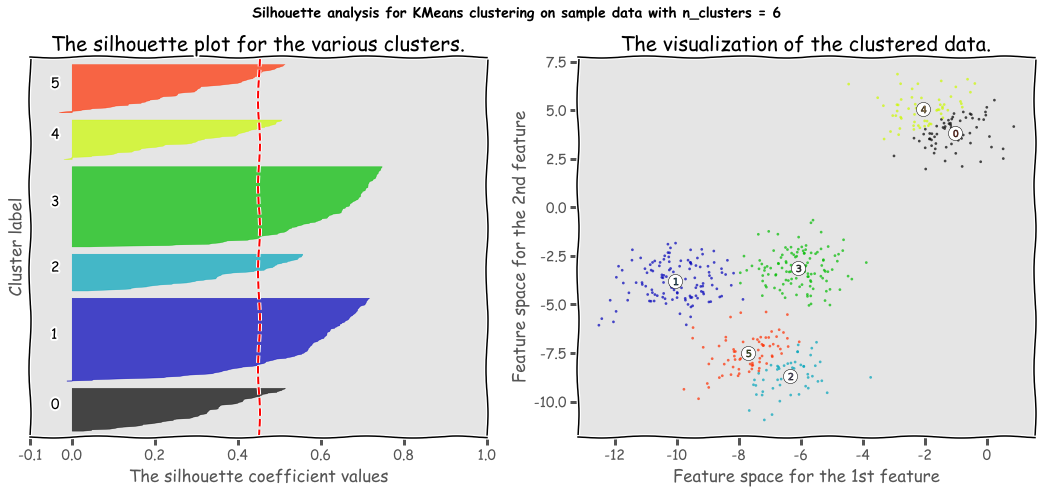 Silhouette analysis for KMeans clustering on sample data with n_clusters = 6
The silhouette plot for the various clusters.
Cluster label
5
4
3
2
1
0
-0.1 0.0 0.2 0.4 0.6 0.8 1.0
The silhouette coefficient values
The visualization of the clustered data.
Feature space for the 2nd feature
7.5
5.0
2.5
0.0
-2.5
-5.0
-7.5
-10.0
4
0
3
1
5
2
-12 -10 -8 -6 -4 -2 0
Feature space for the 1st feature